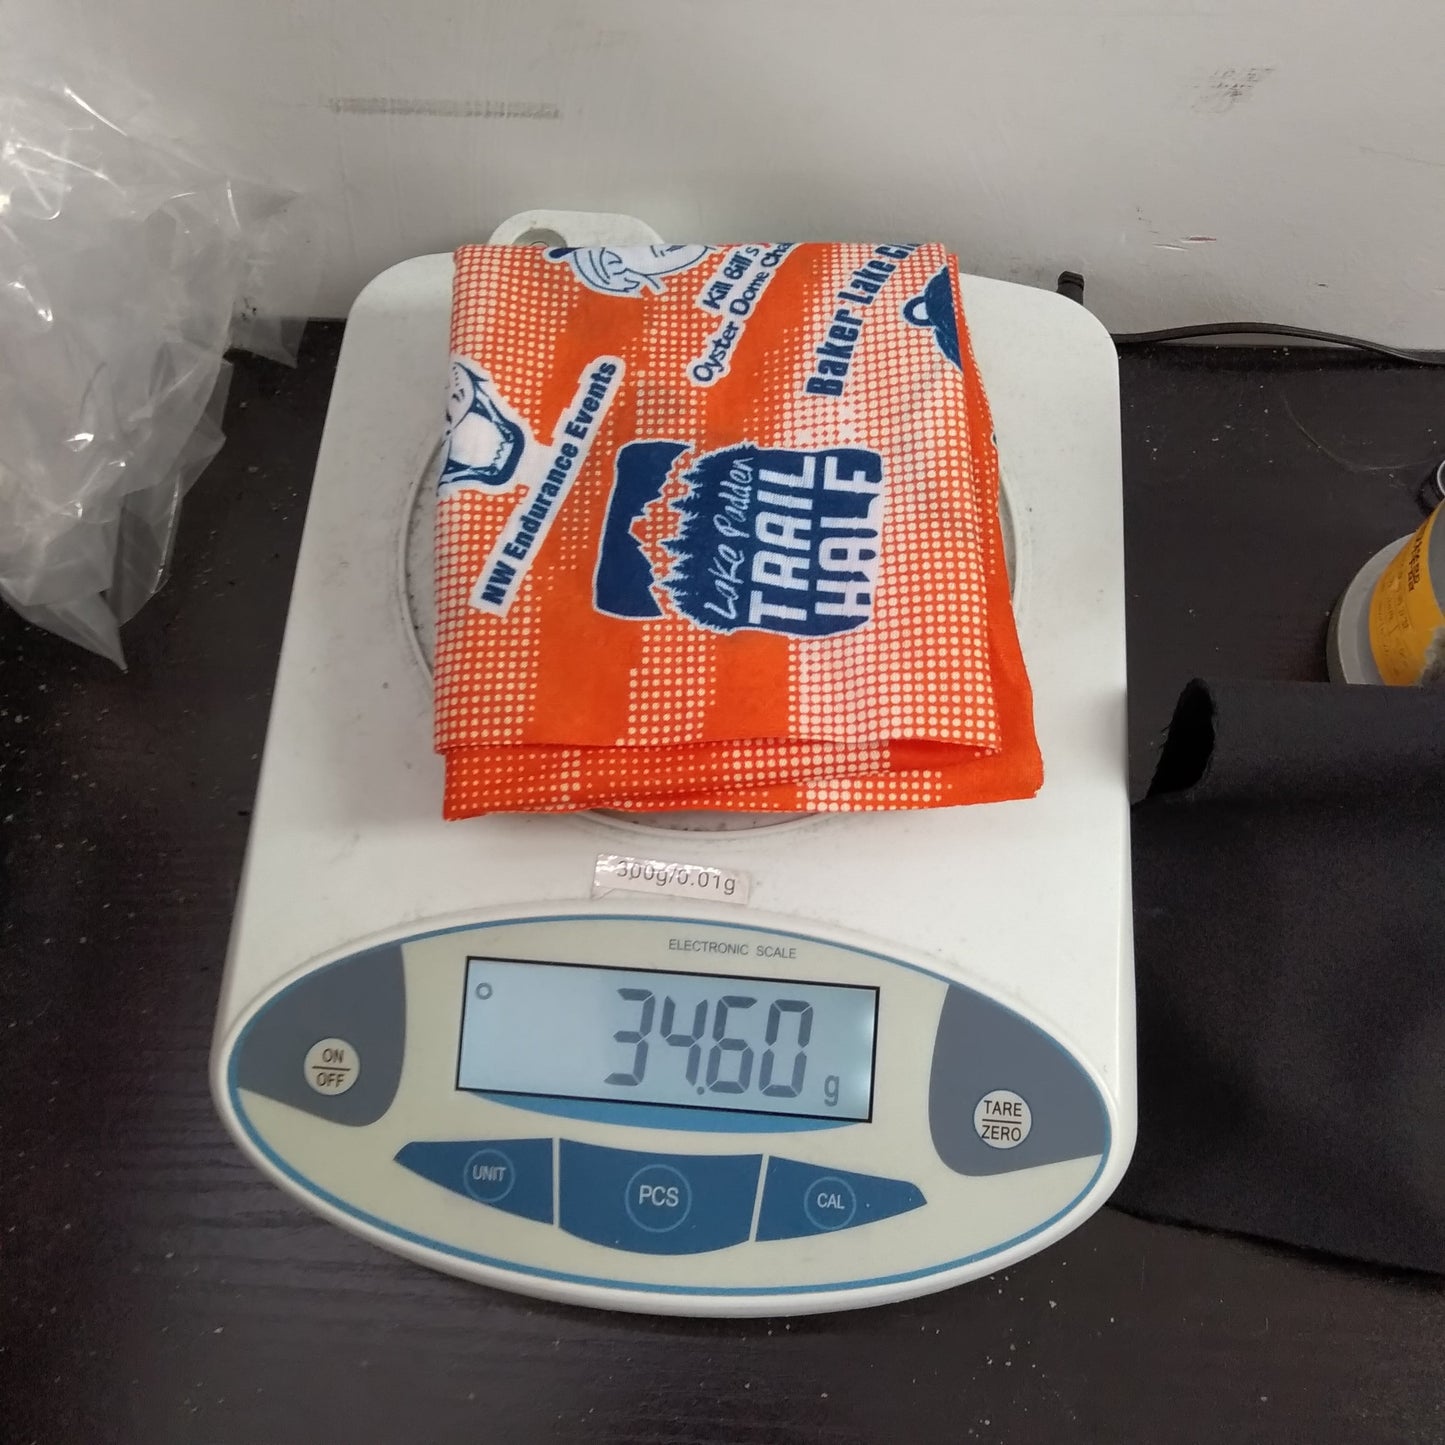 Kill Bill's
Oyster Dome
Baker Lake
NW Endurance Events
Lake Padden
TRAIL
HALF
300g/0.01g
ELECTRONIC SCALE
34.60 g
ON
OFF
TARE
ZERO
UNIT
PCS
CAL